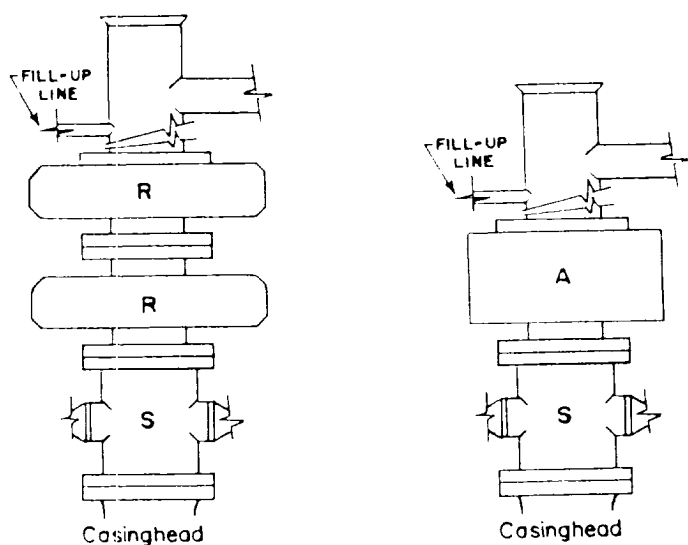 FILL-UP
LINE
R
R
S
Casinghead
FILL-UP
LINE
A
S
Casinghead